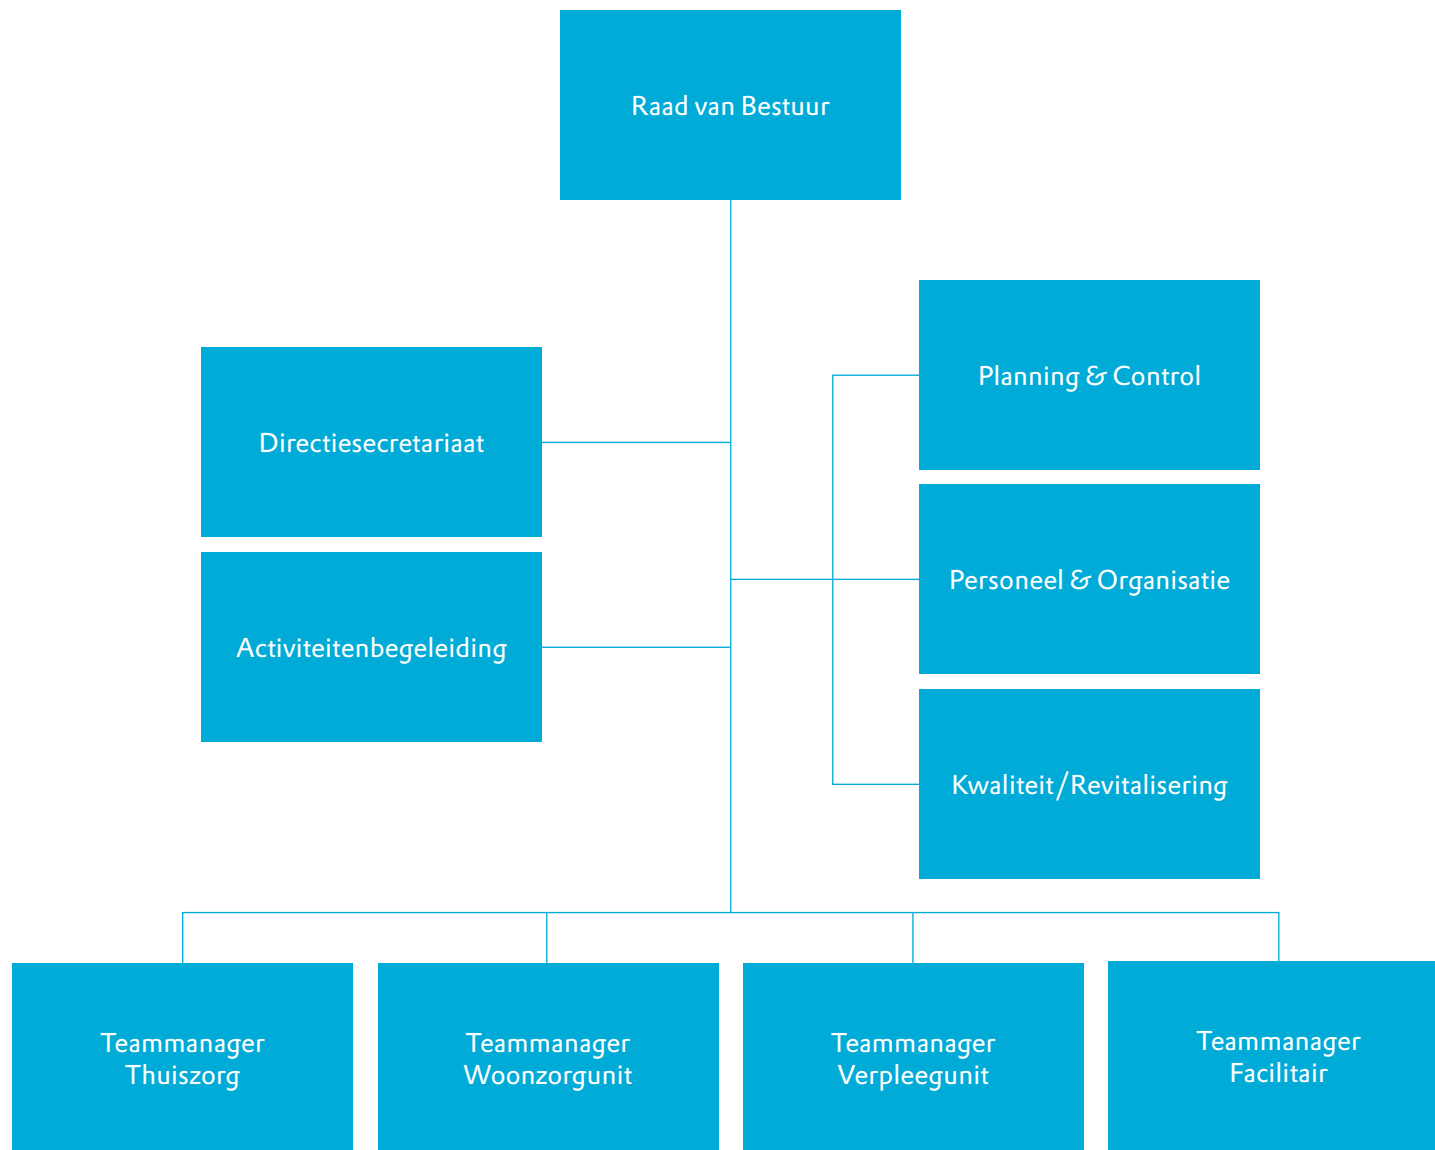 Raad van Bestuur
Planning & Control
Directiesecretariaat
Personeel & Organisatie
Activiteitenbegeleiding
Kwaliteit/Revitalisering
Teammanager
Thuiszorg
Teammanager
Woonzorgunit
Teammanager
Verpleegunit
Teammanager
Facilitair